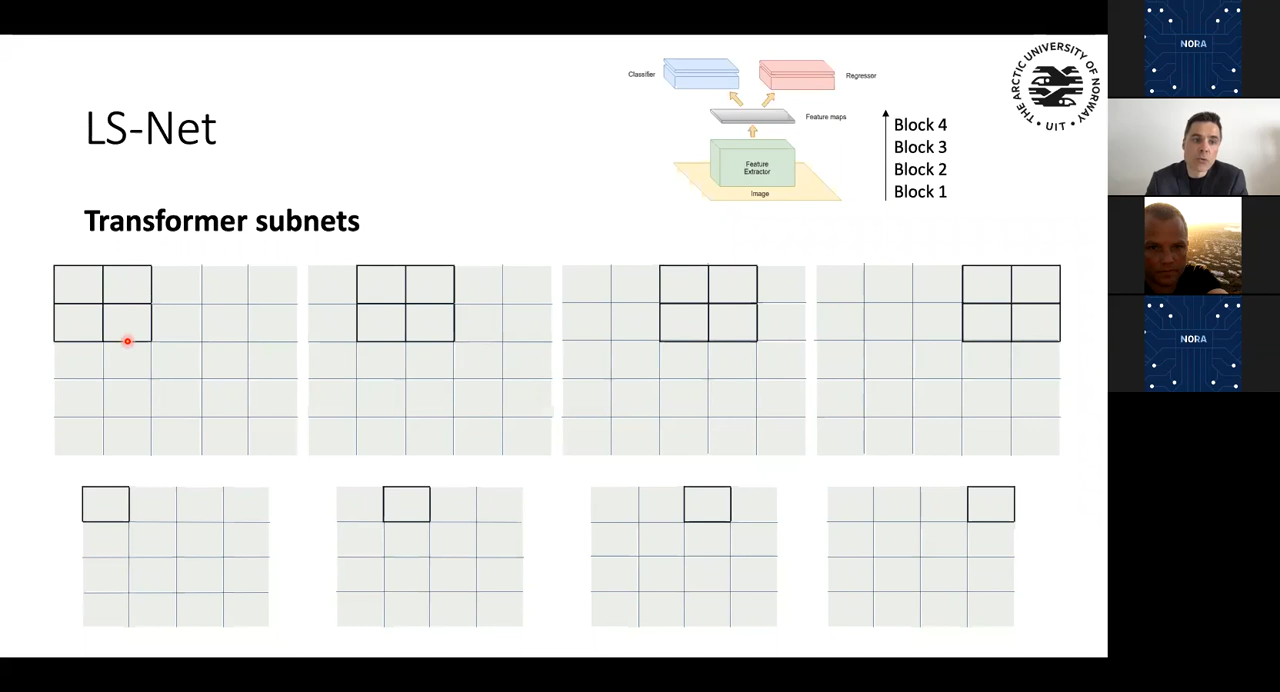 LS-Net
Transformer subnets
Classifier
Regressor
Feature maps
Feature
Extractor
Image
Block 4
Block 3
Block 2
Block 1
THE ARCTIC UNIVERSITY OF NORWAY
• UIT •
NORA
NORA